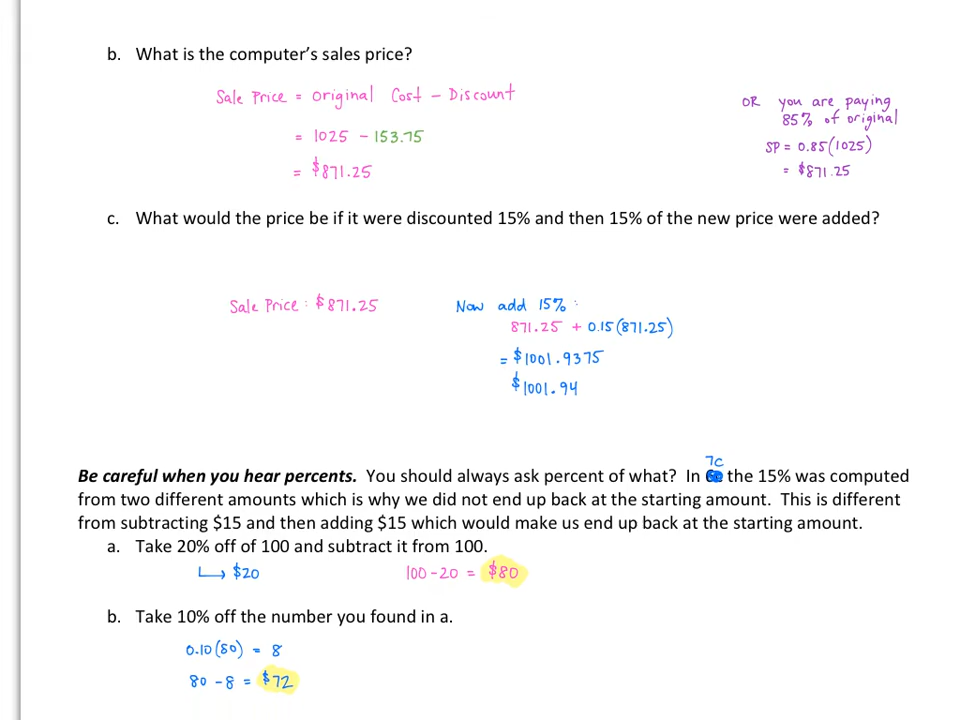 b. What is the computer's sales price?
Sale Price = Original Cost - Discount
= 1025 - 153.75
= $871.25
OR you are paying
85% of original
SP = 0.85(1025)
= $871.25
c. What would the price be if it were discounted 15% and then 15% of the new price were added?
Sale Price: $871.25
Now add 15%:
871.25 + 0.15(871.25)
= $1001.9375
$1001.94
7c
Be careful when you hear percents. You should always ask percent of what? In the 15% was computed
from two different amounts which is why we did not end up back at the starting amount. This is different
from subtracting $15 and then adding $15 which would make us end up back at the starting amount.
a. Take 20% off of 100 and subtract it from 100.
↳ $20
100 - 20 = $80
b. Take 10% off the number you found in a.
0.10(80) = 8
80 - 8 = $72